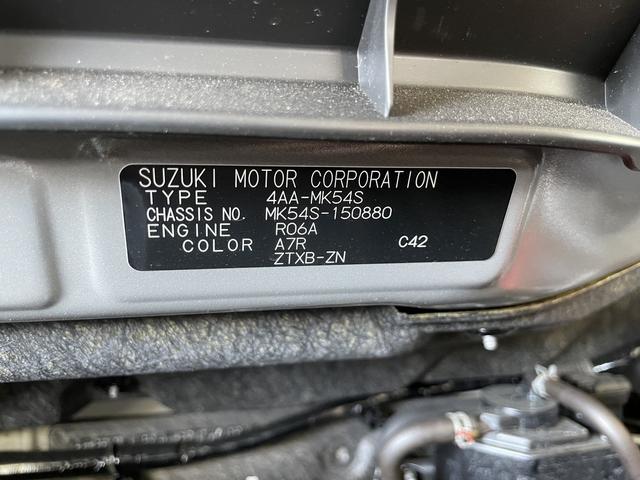 SUZUKI MOTOR CORPORATION
TYPE 4AA-MK54S
CHASSIS NO. MK54S-150880
ENGINE R06A
COLOR A7R C42
ZTXB-ZN